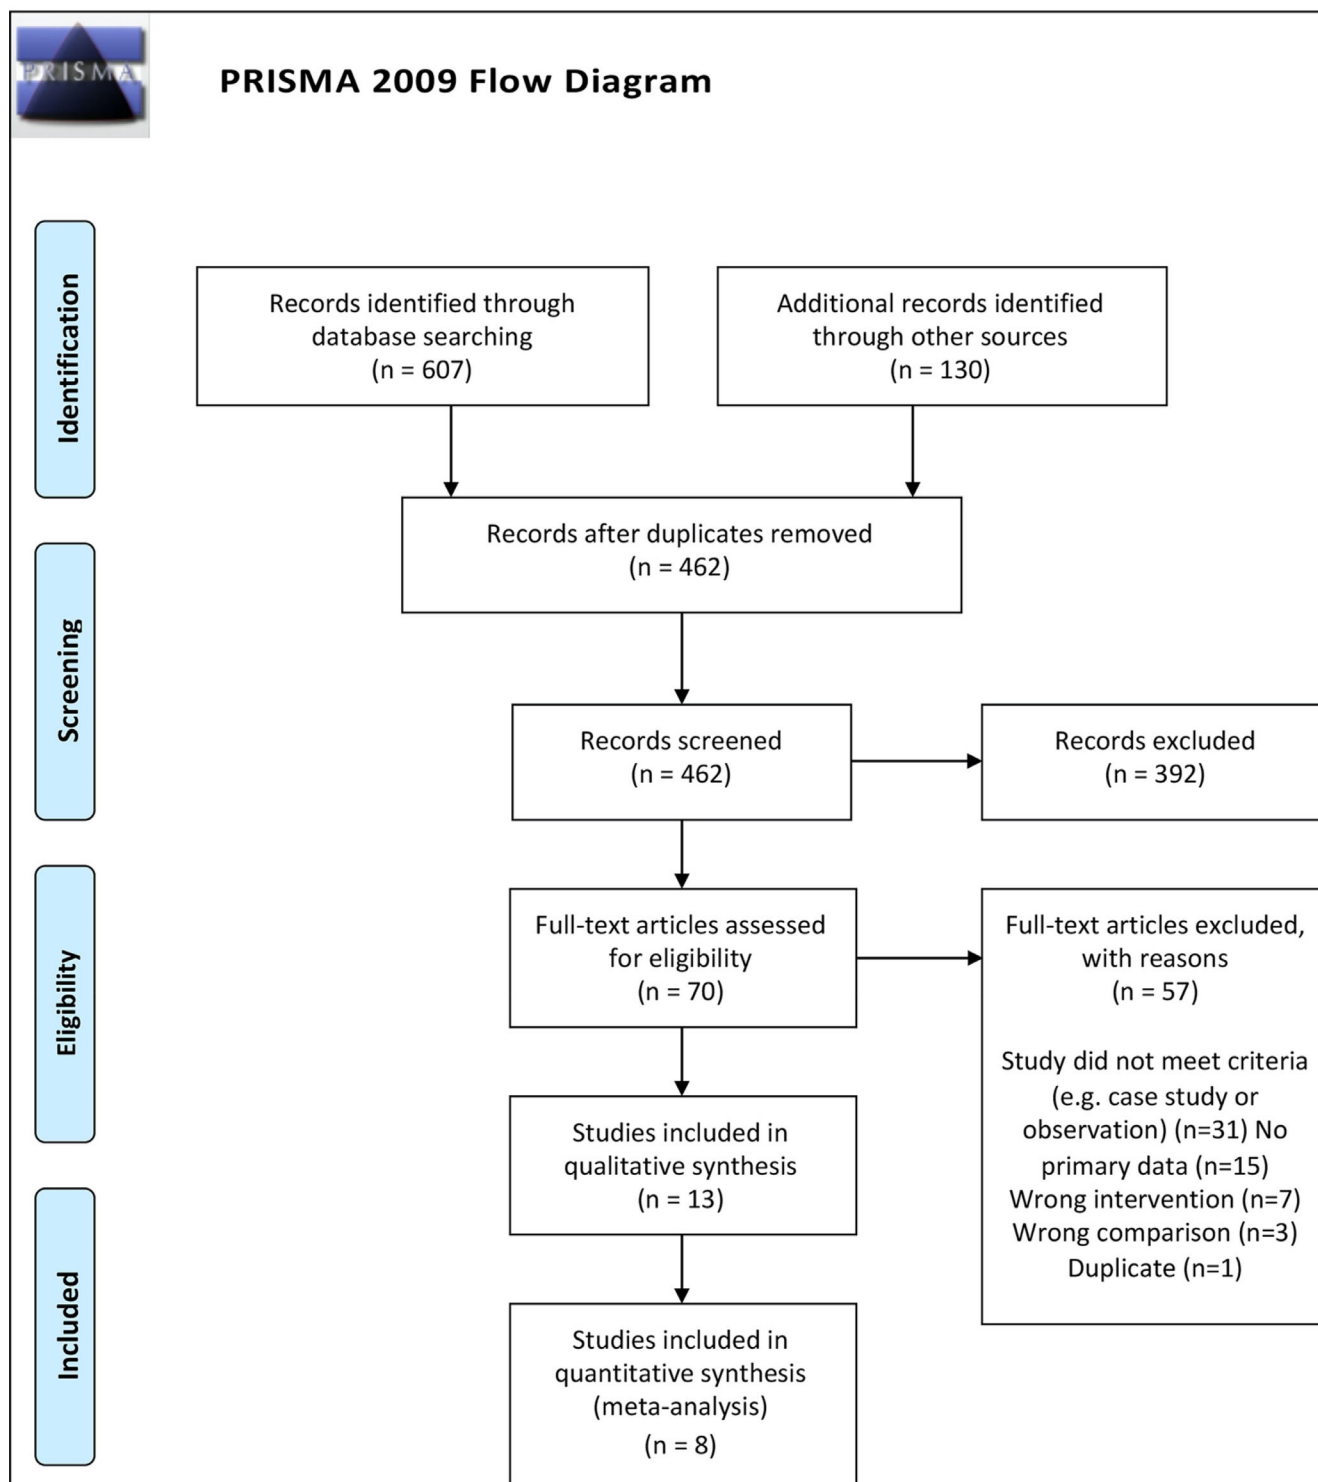 PRISMA
PRISMA 2009 Flow Diagram
Identification
Records identified through
database searching
(n = 607)
Additional records identified
through other sources
(n = 130)
Records after duplicates removed
(n = 462)
Screening
Records screened
(n = 462)
Records excluded
(n = 392)
Eligibility
Full-text articles assessed
for eligibility
(n = 70)
Full-text articles excluded,
with reasons
(n = 57)
Study did not meet criteria
(e.g. case study or
observation) (n=31) No
primary data (n=15)
Wrong intervention (n=7)
Wrong comparison (n=3)
Duplicate (n=1)
Studies included in
qualitative synthesis
(n = 13)
Included
Studies included in
quantitative synthesis
(meta-analysis)
(n = 8)